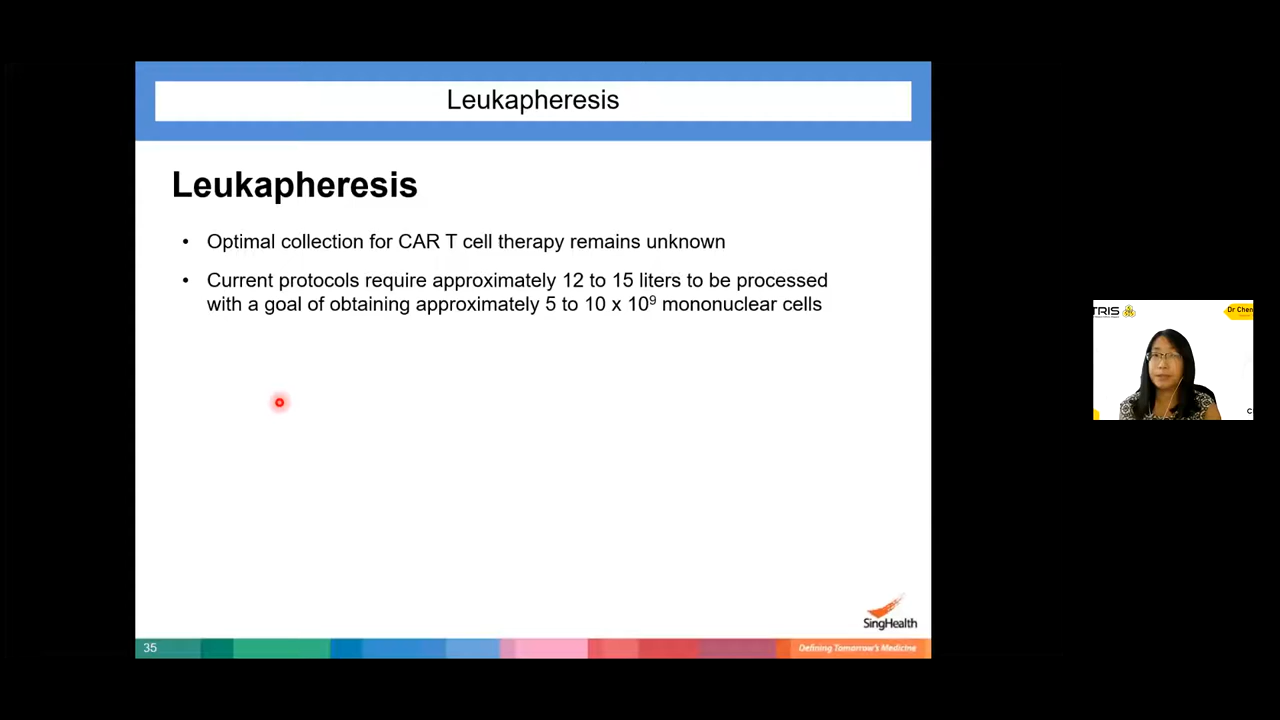 Leukapheresis
Leukapheresis
• Optimal collection for CAR T cell therapy remains unknown
• Current protocols require approximately 12 to 15 liters to be processed
with a goal of obtaining approximately 5 to 10 x 10⁹ mononuclear cells
TRIS
Dr Chen
C
SingHealth
35
Defining Tomorrow's Medicine